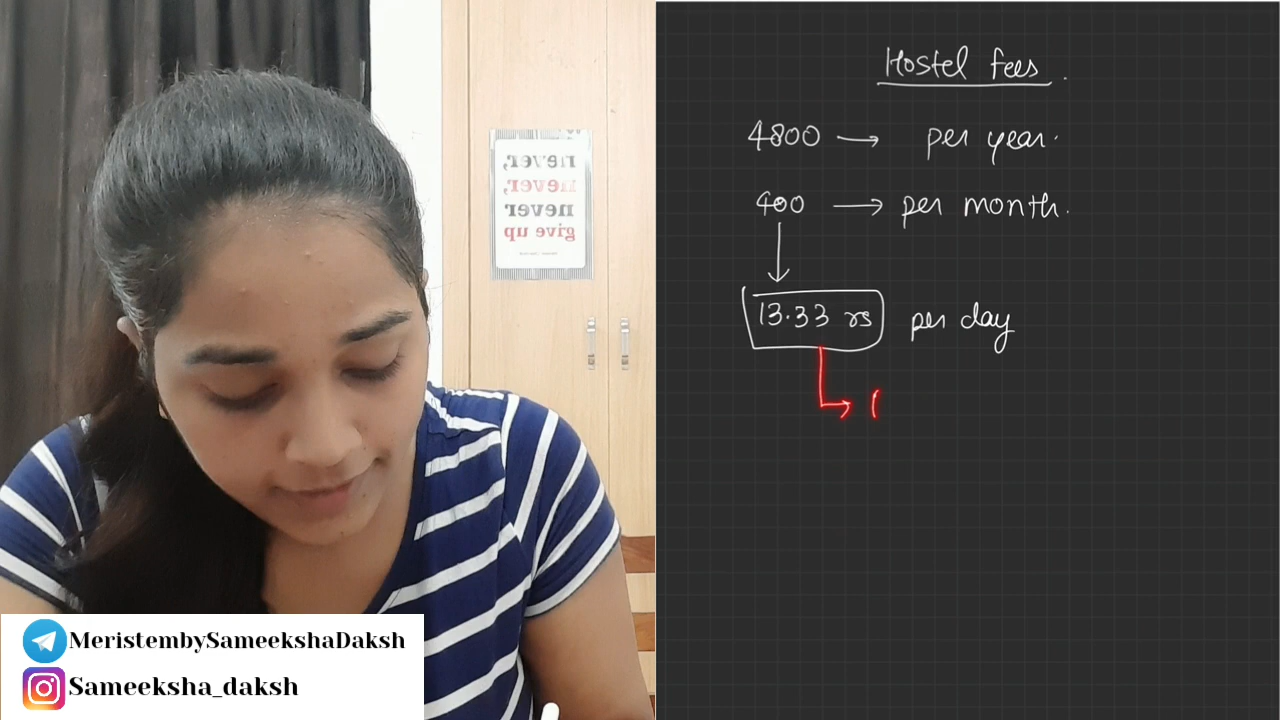 never,
never,
never
give up
Hostel fees.
4800 → per year.
400 → per month.
13.33 rs per day
MeristembySameekshaDaksh
Sameeksha_daksh